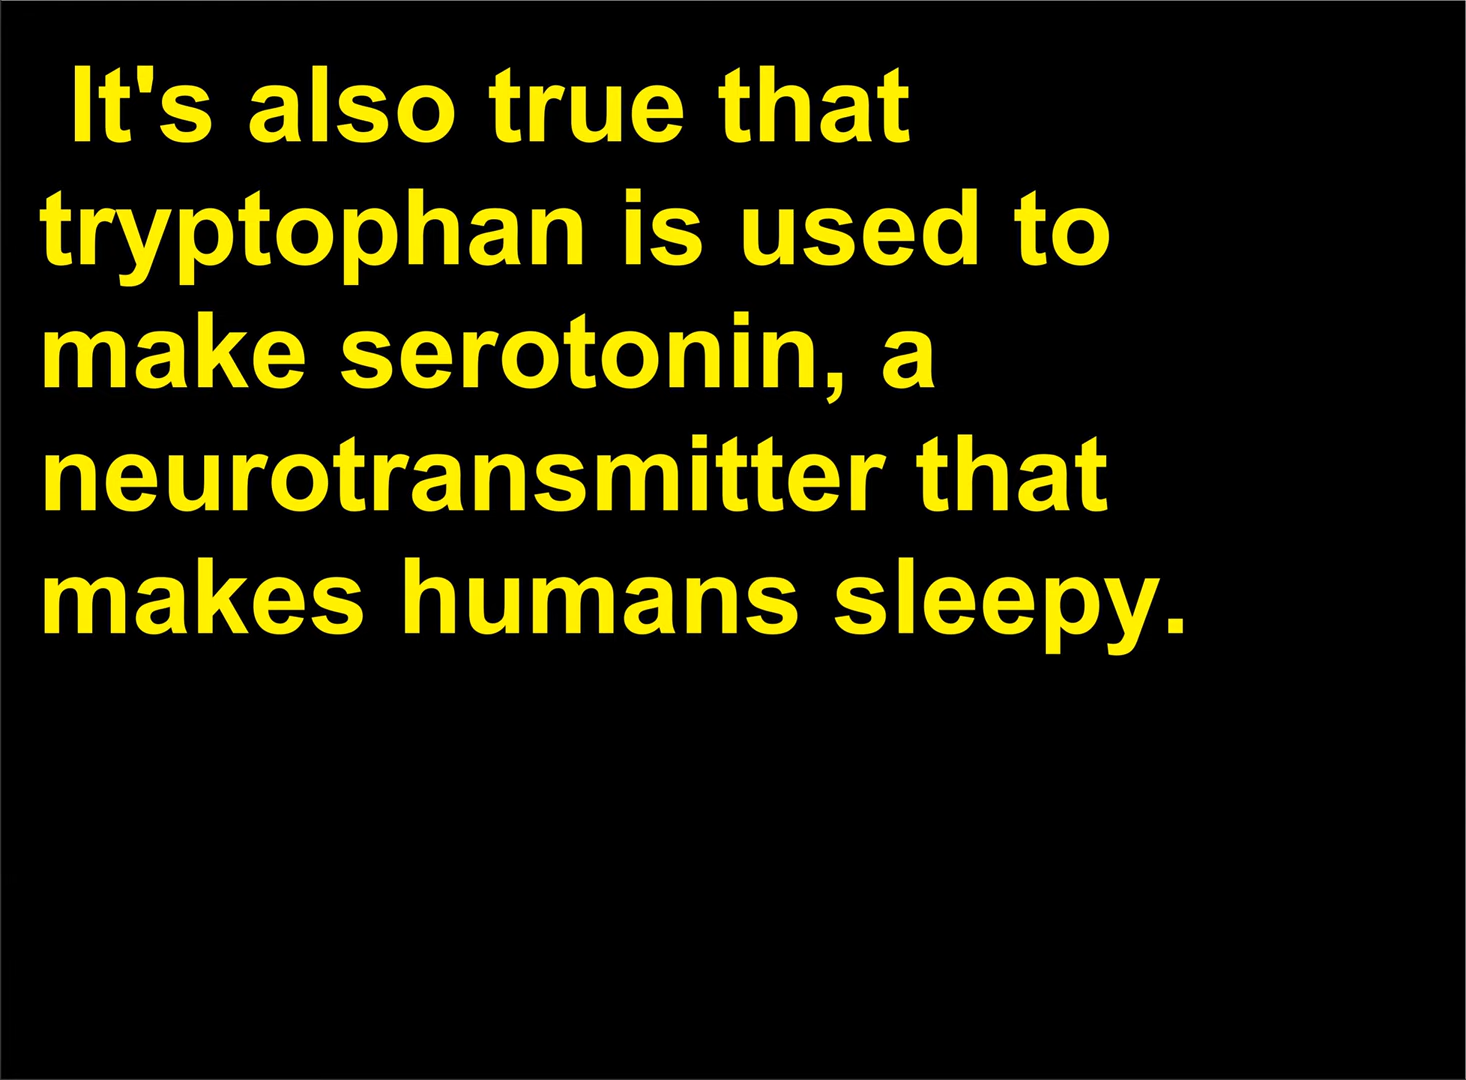 It's also true that
tryptophan is used to
make serotonin, a
neurotransmitter that
makes humans sleepy.